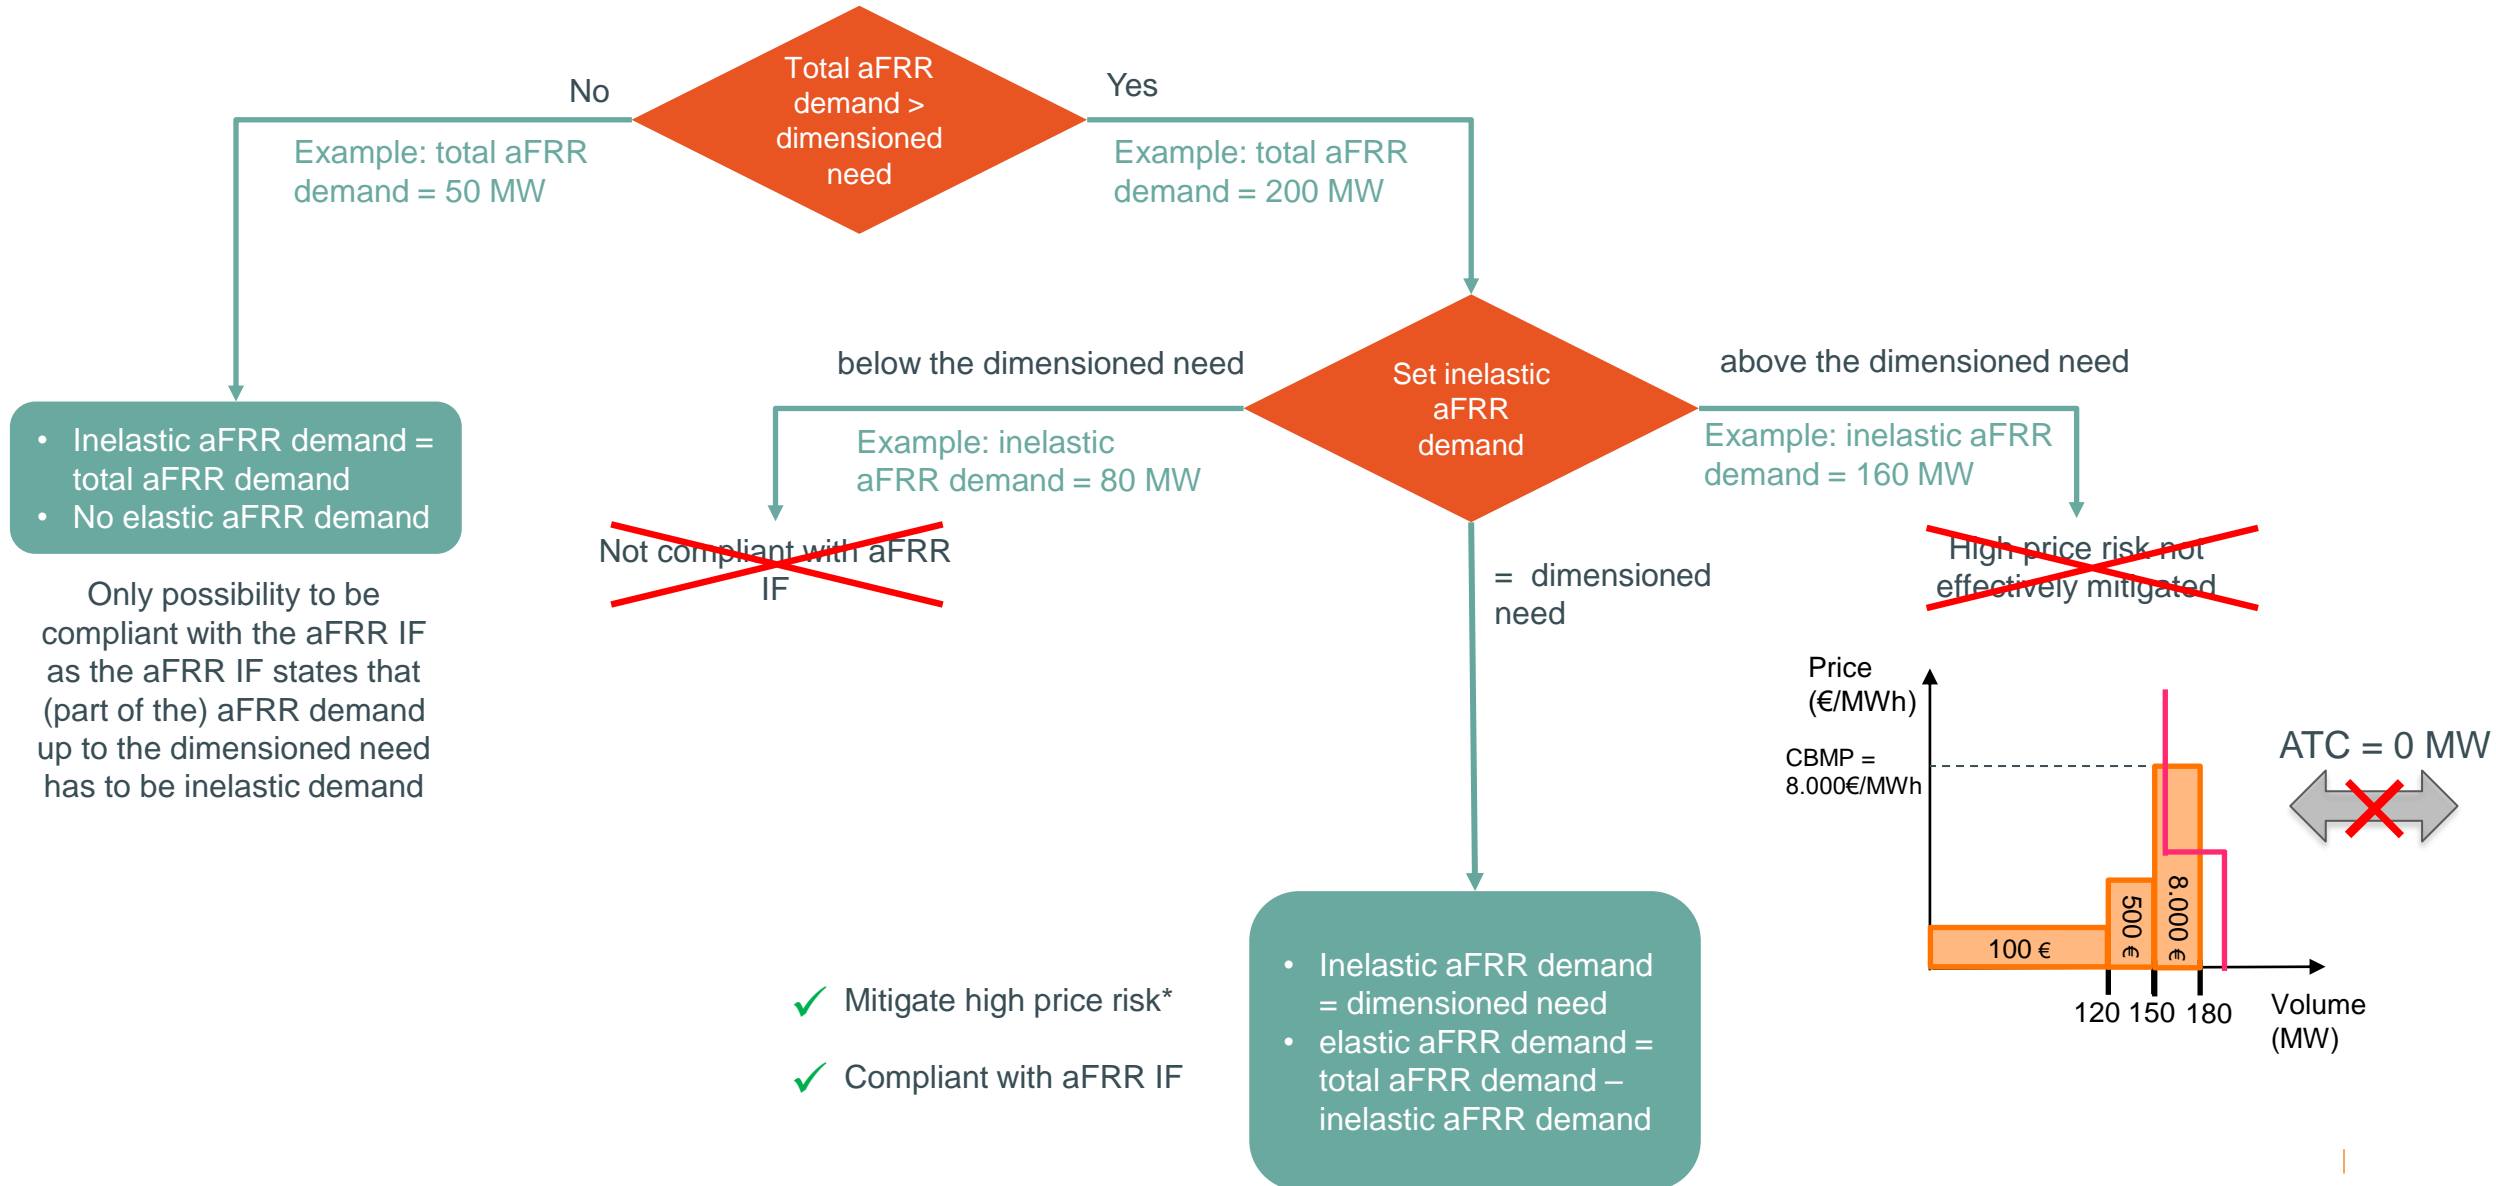 Total aFRR
demand >
dimensioned
need
No
Yes
Example: total aFRR
demand = 50 MW
Example: total aFRR
demand = 200 MW
Set inelastic
aFRR
demand
below the dimensioned need
above the dimensioned need
Example: inelastic
aFRR demand = 80 MW
Example: inelastic aFRR
demand = 160 MW
• Inelastic aFRR demand =
total aFRR demand
• No elastic aFRR demand
Only possibility to be
compliant with the aFRR IF
as the aFRR IF states that
(part of the) aFRR demand
up to the dimensioned need
has to be inelastic demand
Not compliant with aFRR
IF
= dimensioned
need
High price risk not
effectively mitigated
Price
(€/MWh)
CBMP =
8.000€/MWh
ATC = 0 MW
100 €
500 €
8.000 €
120 150 180
Volume
(MW)
✓ Mitigate high price risk*
✓ Compliant with aFRR IF
• Inelastic aFRR demand
= dimensioned need
• elastic aFRR demand =
total aFRR demand –
inelastic aFRR demand